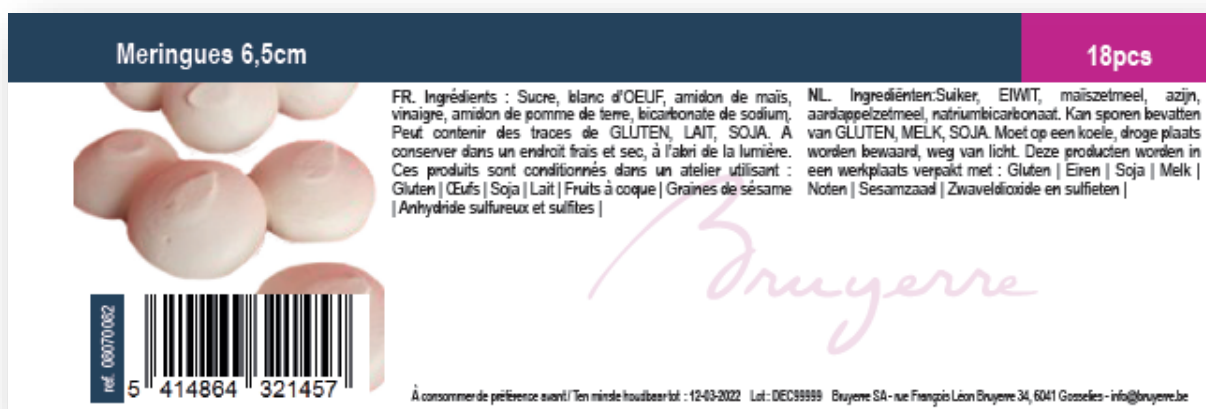 Meringues 6,5cm
18pcs
FR. Ingrédients : Sucre, blanc d'OEUF, amidon de maïs,
vinaigre, amidon de pomme de terre, bicarbonate de sodium.
Peut contenir des traces de GLUTEN, LAIT, SOJA. A
conserver dans un endroit frais et sec, à l'abri de la lumière.
Ces produits sont conditionnés dans un atelier utilisant :
Gluten | Œufs | Soja | Lait | Fruits à coque | Graines de sésame
| Anhydride sulfureux et sulfites |
NL. Ingrediënten:Suiker, EIWIT, maïszetmeel, azijn,
aardappelzetmeel, natriumbicarbonaat. Kan sporen bevatten
van GLUTEN, MELK, SOJA. Moet op een koele, droge plaats
worden bewaard, weg van licht. Deze producten worden in
een werkplaats verpakt met : Gluten | Eiren | Soja | Melk |
Noten | Sesamzaad | Zwaveldioxide en sulfieten |
Bruyerre
ref. 08070082
5 414864 321457
À consommer de préférence avant / Ten minste houdbaar tot : 12-03-2022 Lot : DEC99999 Bruyerre SA - rue François Léon Bruyerre 34, 6041 Gosselies - info@bruyerre.be